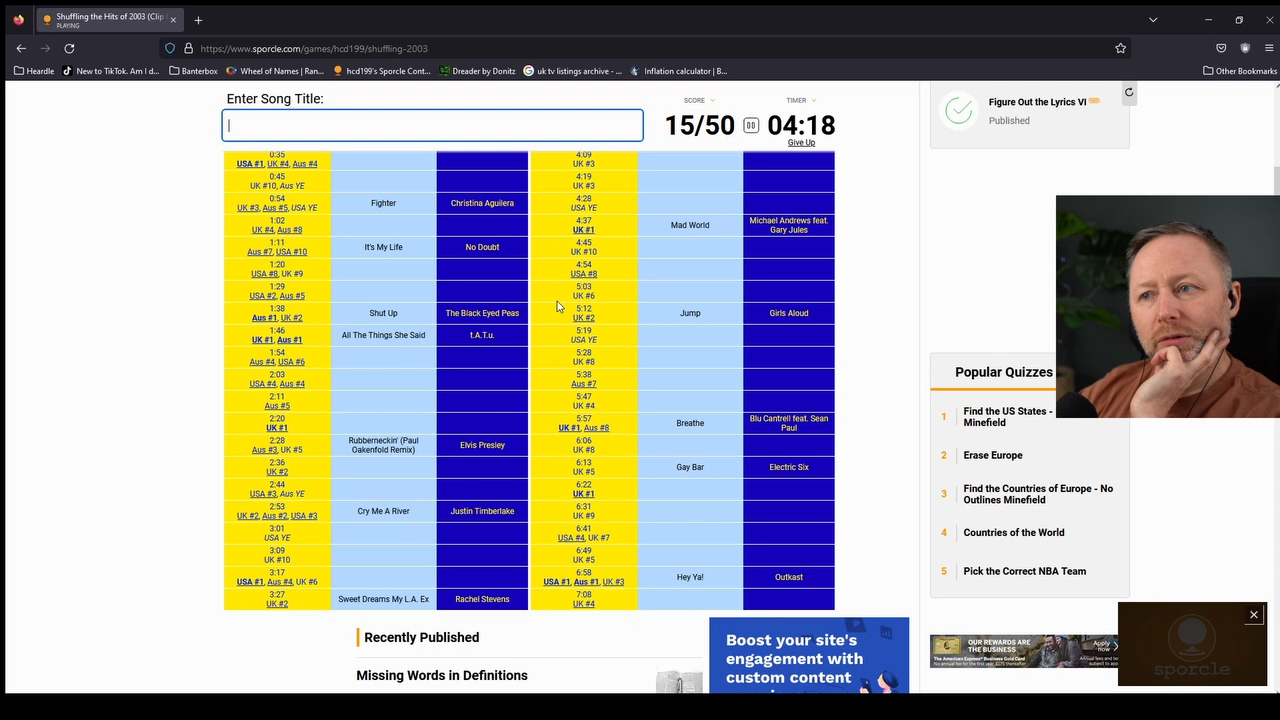 Shuffling the Hits of 2003 (Clip
PLAYING
https://www.sporcle.com/games/hcd199/shuffling-2003
Heardle
New to TikTok. Am I d...
Banterbox
Wheel of Names | Ran...
hcd199's Sporcle Cont...
Dreader by Donitz
uk tv listings archive - ...
Inflation calculator | B...
Other Bookmarks
Enter Song Title:
SCORE
TIMER
15/50
04:18
Give Up
Figure Out the Lyrics VI
Published
0:35
USA #1, UK #4, Aus #4
0:45
UK #10, Aus YE
0:54
UK #3, Aus #5, USA YE
Fighter
Christina Aguilera
1:02
UK #4, Aus #8
1:11
Aus #7, USA #10
It's My Life
No Doubt
1:20
USA #8, UK #9
1:29
USA #2, Aus #5
1:38
Aus #1, UK #2
Shut Up
The Black Eyed Peas
1:46
UK #1, Aus #1
All The Things She Said
t.A.T.u.
1:54
Aus #4, USA #6
2:03
USA #4, Aus #4
2:11
Aus #5
2:20
UK #1
2:28
Aus #3, UK #5
Rubberneckin' (Paul
Oakenfold Remix)
Elvis Presley
2:36
UK #2
2:44
USA #3, Aus YE
2:53
UK #2, Aus #2, USA #3
Cry Me A River
Justin Timberlake
3:01
USA YE
3:09
UK #10
3:17
USA #1, Aus #4, UK #6
3:27
UK #2
Sweet Dreams My L.A. Ex
Rachel Stevens
4:09
UK #3
4:19
UK #3
4:28
USA YE
4:37
UK #1
Mad World
Michael Andrews feat.
Gary Jules
4:45
UK #10
4:54
USA #8
5:03
UK #6
5:12
UK #2
Jump
Girls Aloud
5:19
USA YE
5:28
UK #8
5:38
Aus #7
5:47
UK #4
5:57
UK #1, Aus #8
Breathe
Blu Cantrell feat. Sean
Paul
6:06
UK #8
6:13
UK #5
Gay Bar
Electric Six
6:22
UK #1
6:31
UK #9
6:41
USA #4, UK #7
6:49
UK #5
6:58
USA #1, Aus #1, UK #3
Hey Ya!
Outkast
7:08
UK #4
Popular Quizzes
1 Find the US States -
Minefield
2 Erase Europe
3 Find the Countries of Europe - No
Outlines Minefield
4 Countries of the World
5 Pick the Correct NBA Team
Recently Published
Missing Words in Definitions
Boost your site's
engagement with
custom content
OUR REWARDS ARE
THE BUSINESS
Apply
now
sporcle